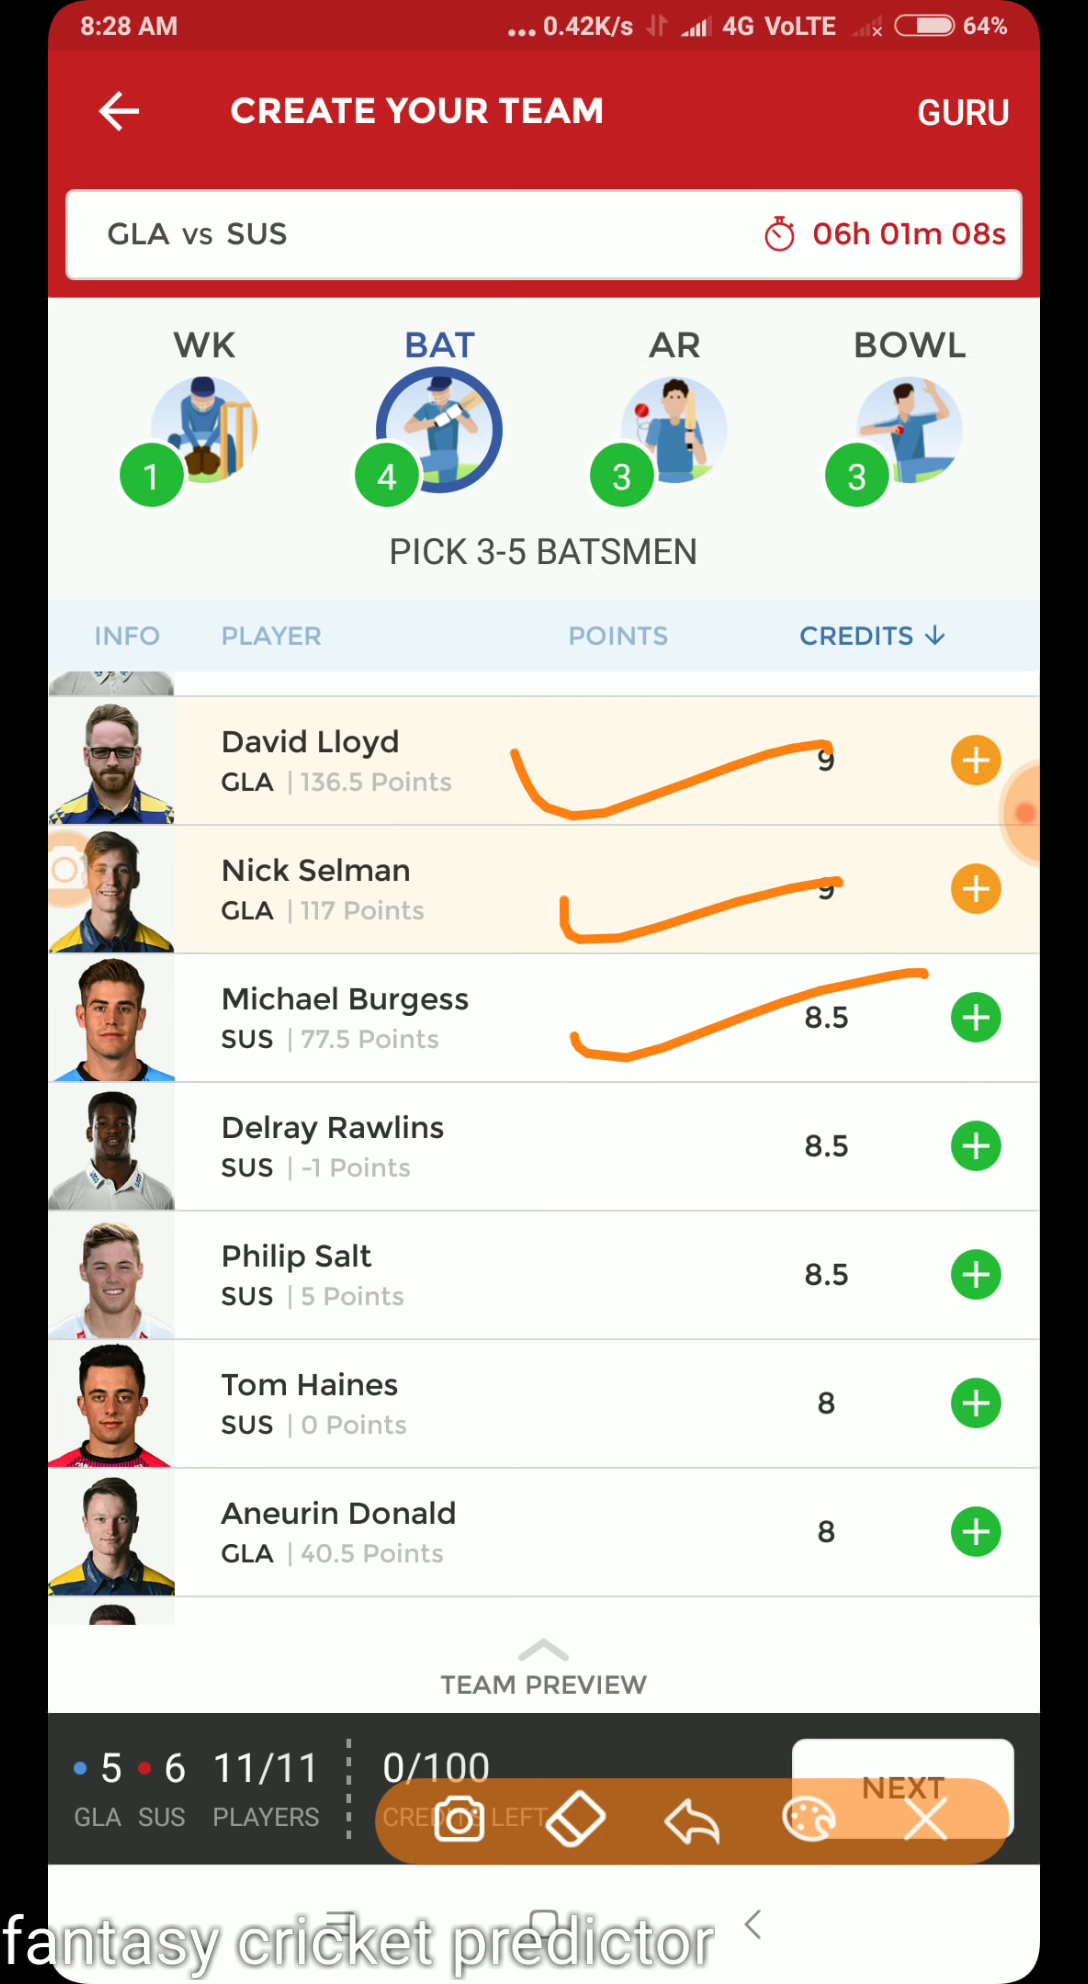 8:28 AM ... 0.42K/s 4G VoLTE 64%
CREATE YOUR TEAM GURU
GLA vs SUS 06h 01m 08s
WK BAT AR BOWL
1 4 3 3
PICK 3-5 BATSMEN
INFO PLAYER POINTS CREDITS ↓
David Lloyd
GLA | 136.5 Points 9
Nick Selman
GLA | 117 Points 9
Michael Burgess
SUS | 77.5 Points 8.5
Delray Rawlins
SUS | -1 Points 8.5
Philip Salt
SUS | 5 Points 8.5
Tom Haines
SUS | 0 Points 8
Aneurin Donald
GLA | 40.5 Points 8
TEAM PREVIEW
5 6 11/11 0/100 NEXT
GLA SUS PLAYERS CREDITS LEFT
fantasy cricket predictor